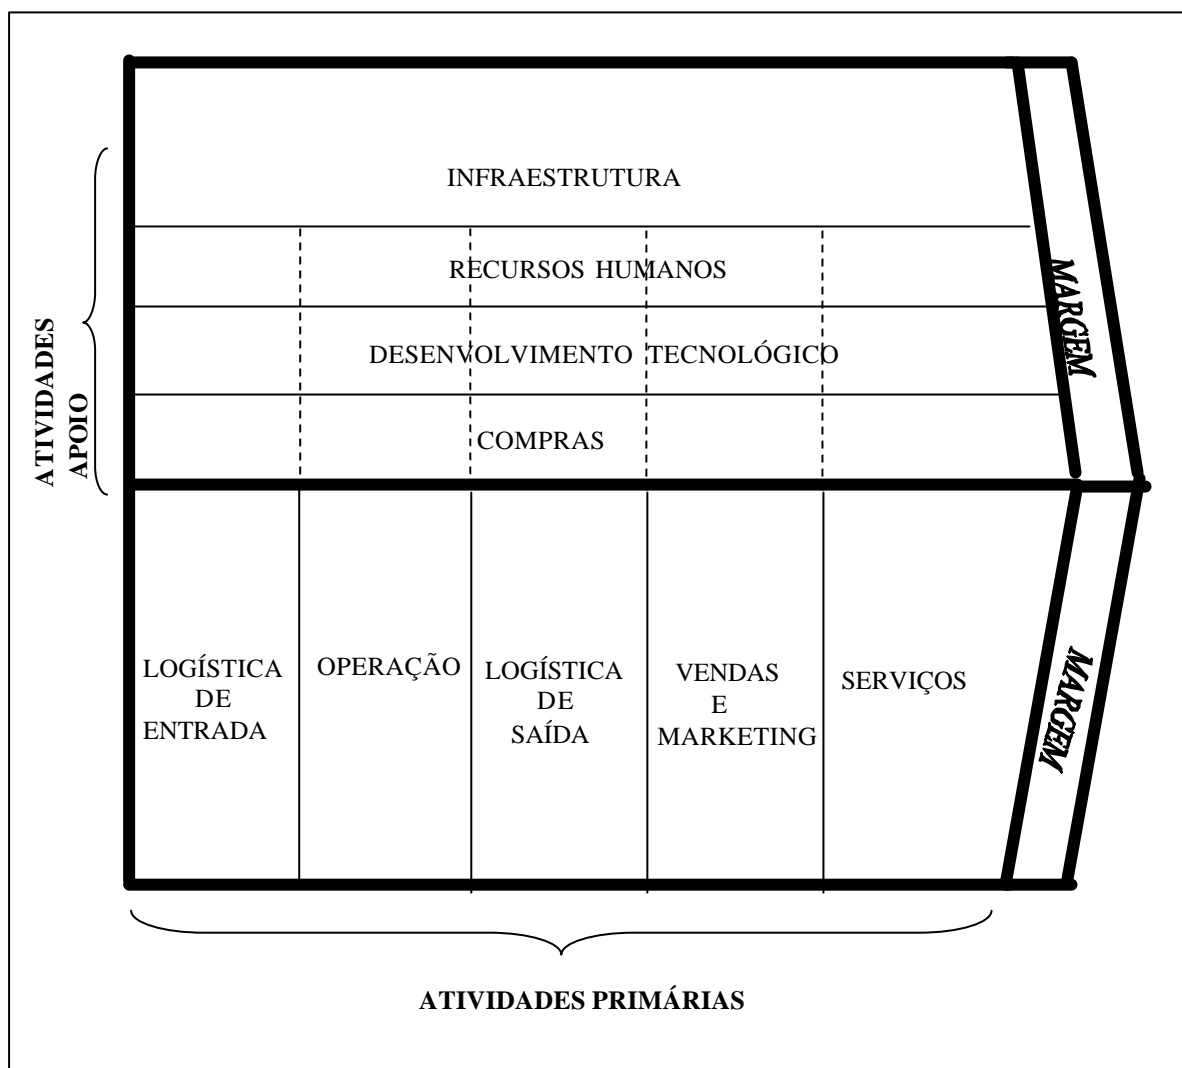 INFRAESTRUTURA
RECURSOS HUMANOS
DESENVOLVIMENTO TECNOLÓGICO
COMPRAS
ATIVIDADES
APOIO
MARGEM
LOGÍSTICA
DE
ENTRADA
OPERAÇÃO
LOGÍSTICA
DE
SAÍDA
VENDAS
E
MARKETING
SERVIÇOS
MARGEM
ATIVIDADES PRIMÁRIAS